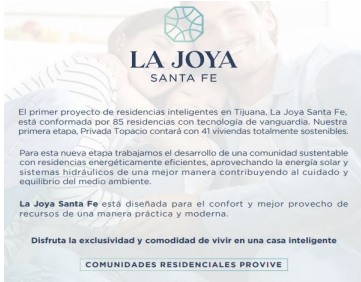 LA JOYA
SANTA FE
El primer proyecto de residencias inteligentes en Tijuana, La Joya Santa Fe,
está conformada por 85 residencias con tecnología de vanguardia. Nuestra
primera etapa, Privada Topacio contará con 41 viviendas totalmente sostenibles.
Para esta nueva etapa trabajamos el desarrollo de una comunidad sustentable
con residencias energéticamente eficientes, aprovechando la energía solar y
sistemas hidráulicos de una mejor manera contribuyendo al cuidado y
equilibrio del medio ambiente.
La Joya Santa Fe está diseñada para el confort y mejor provecho de
recursos de una manera práctica y moderna.
Disfruta la exclusividad y comodidad de vivir en una casa inteligente
COMUNIDADES RESIDENCIALES PROVIVE